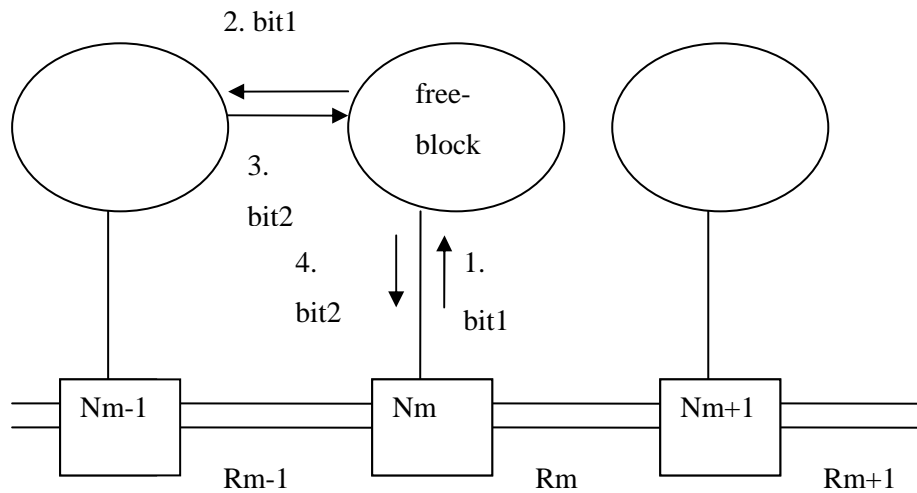 2. bit1
free-
block
3.
bit2
4.
bit2
1.
bit1
Nm-1
Nm
Nm+1
Rm-1
Rm
Rm+1